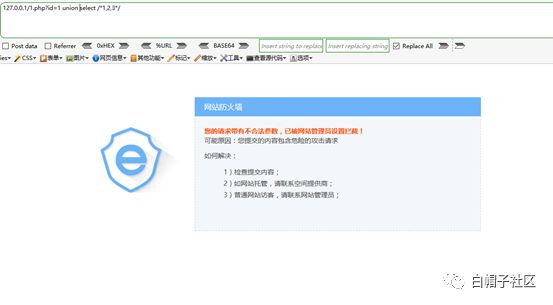 127.0.0.1/1.php?id=1 union select /*1,2,3*/
Post data Referrer 0xHEX %URL BASE64 Insert string to replac Insert replacing string Replace All
ies CSS 表单 图片 网页信息 其他功能 标记 缩放 工具 查看源代码 选项
网站防火墙
您的请求带有不合法参数，已被网站管理员设置拦截！
可能原因：您提交的内容包含危险的攻击请求
如何解决：
1）检查提交内容；
2）如网站托管，请联系空间提供商；
3）普通网站访客，请联系网站管理员；
白帽子社区